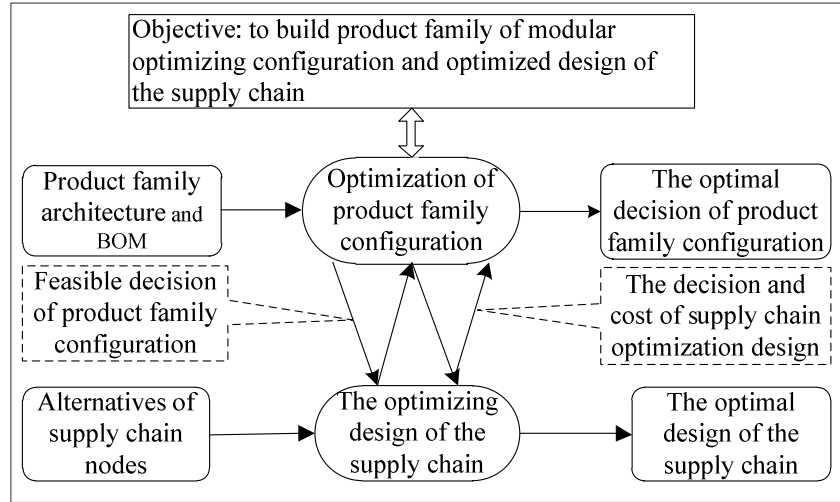 Objective: to build product family of modular
optimizing configuration and optimized design of
the supply chain
Product family
architecture and
BOM
Optimization of
product family
configuration
The optimal
decision of product
family configuration
Feasible decision
of product family
configuration
The decision and
cost of supply chain
optimization design
Alternatives of
supply chain
nodes
The optimizing
design of the
supply chain
The optimal
design of the
supply chain